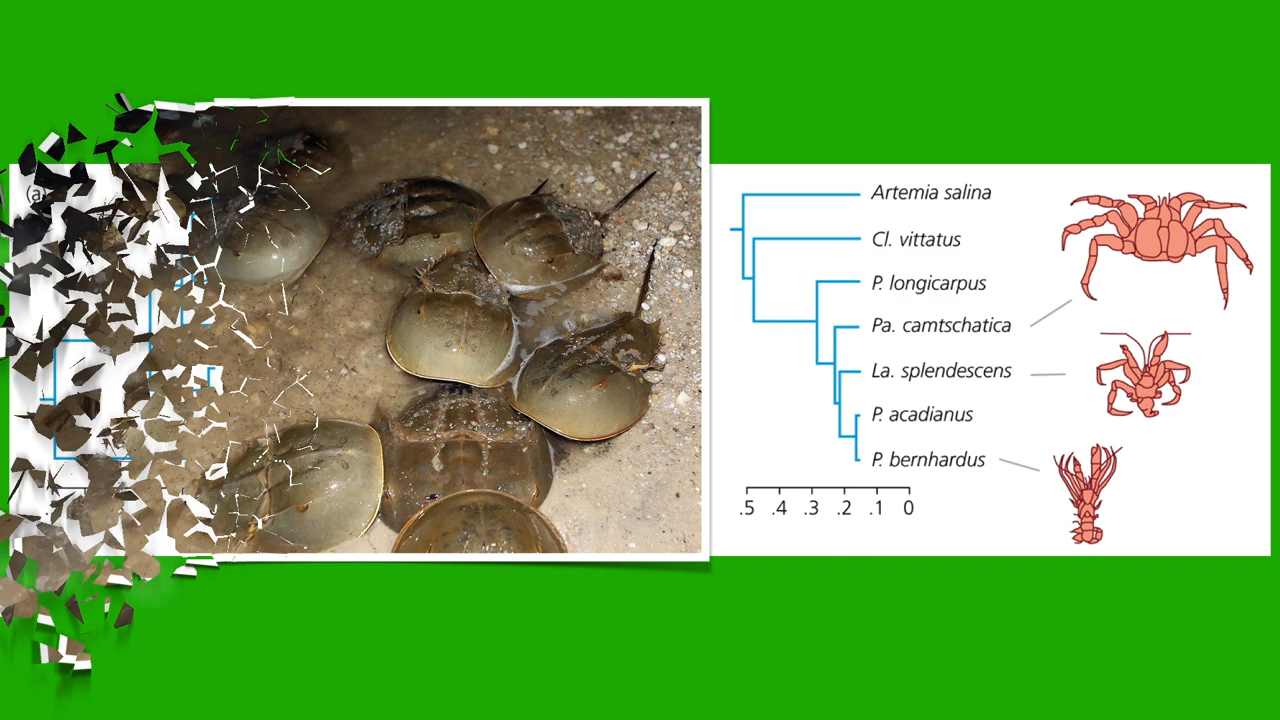 (a)
Artemia salina
Cl. vittatus
P. longicarpus
Pa. camtschatica
La. splendescens
P. acadianus
P. bernhardus
.5 .4 .3 .2 .1 0